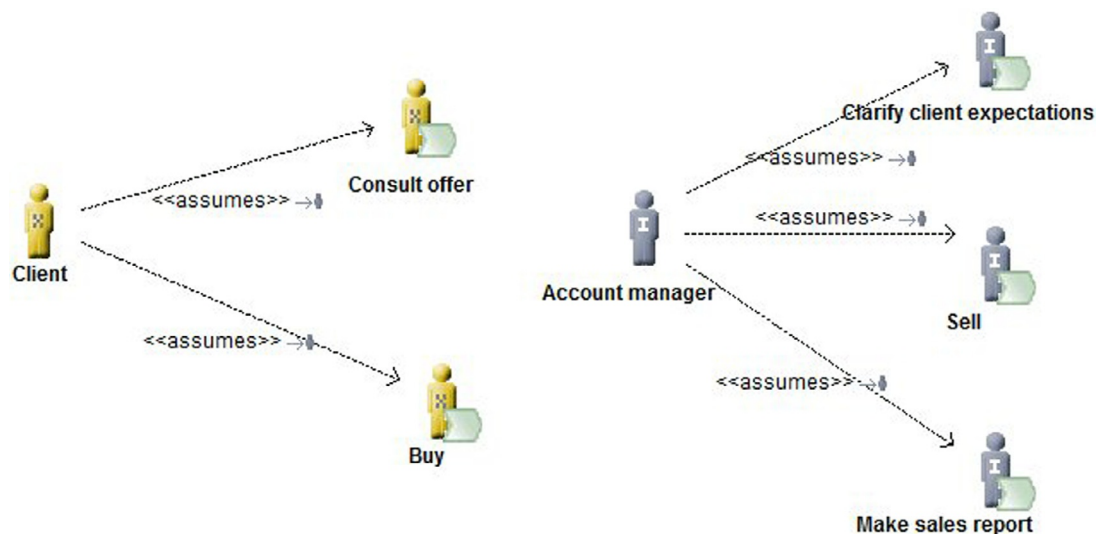 Consult offer
<<assumes>>
Client
<<assumes>>
Buy
Clarify client expectations
<<assumes>>
<<assumes>>
Account manager
Sell
<<assumes>>
Make sales report